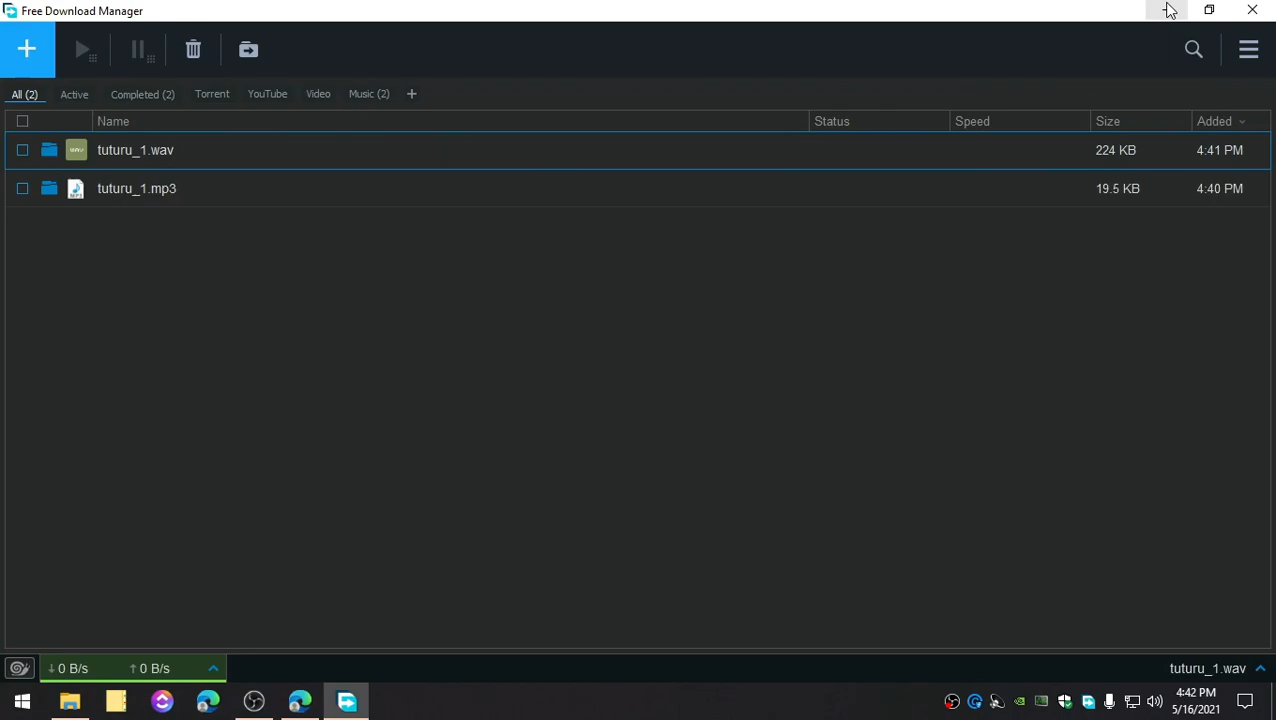 Free Download Manager
All (2) Active Completed (2) Torrent YouTube Video Music (2)
Name Status Speed Size Added
WAV tuturu_1.wav 224 KB 4:41 PM
MP3 tuturu_1.mp3 19.5 KB 4:40 PM
↓0 B/s ↑0 B/s tuturu_1.wav
4:42 PM
5/16/2021